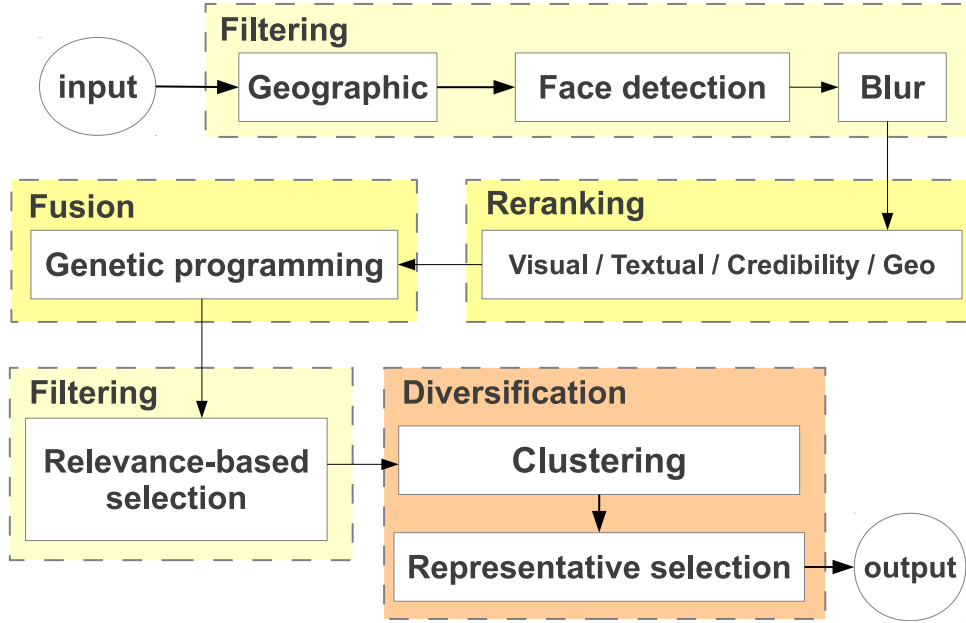 Filtering
input
Geographic
Face detection
Blur
Fusion
Genetic programming
Reranking
Visual / Textual / Credibility / Geo
Filtering
Relevance-based
selection
Diversification
Clustering
Representative selection
output